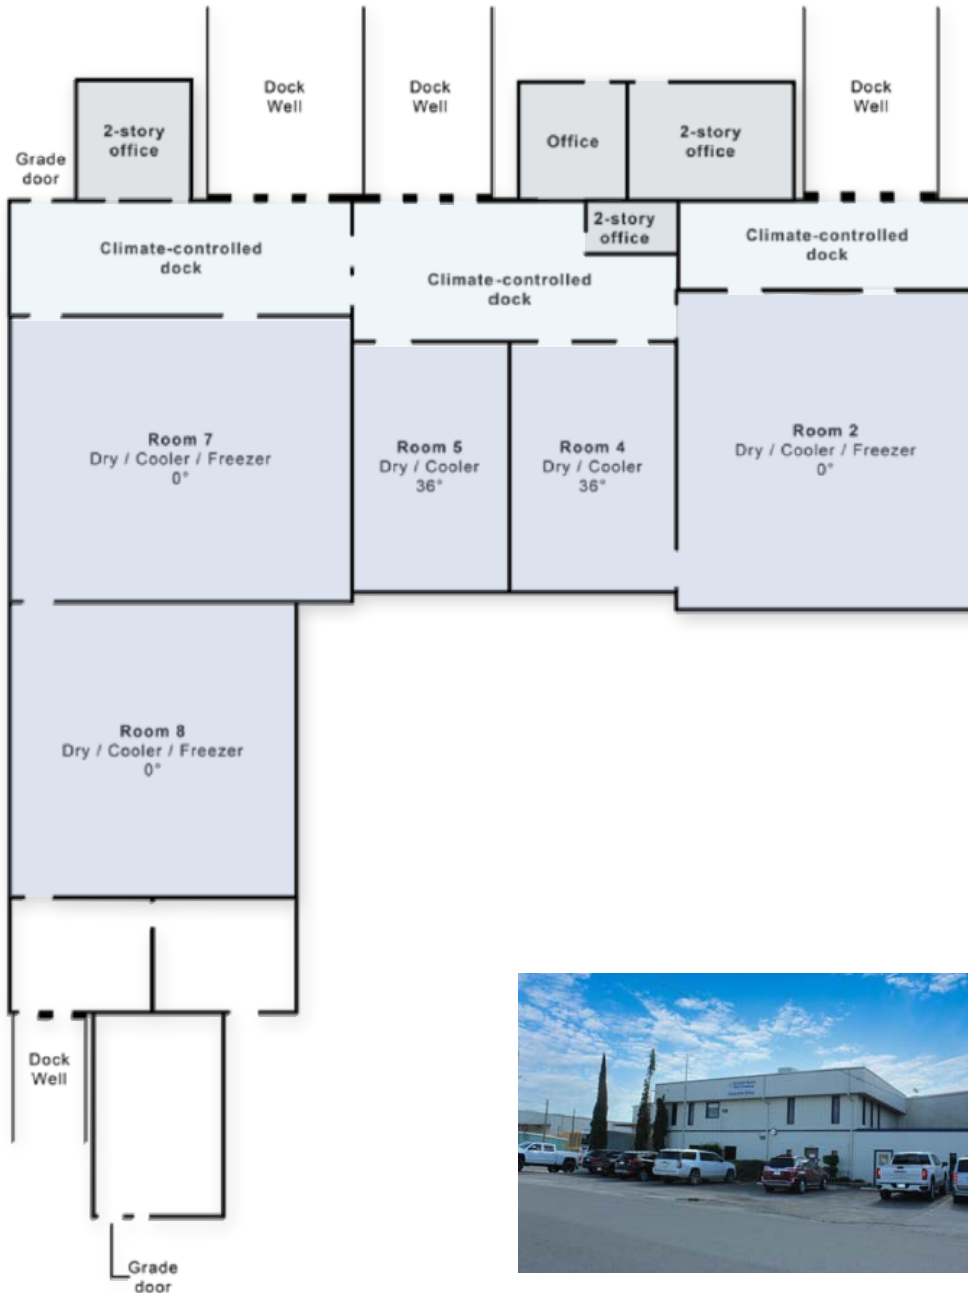 Dock
Well
Dock
Well
Dock
Well
2-story
office
Office
2-story
office
Grade
door
2-story
office
Climate-controlled
dock
Climate-controlled
dock
Climate-controlled
dock
Room 7
Dry / Cooler / Freezer
0°
Room 5
Dry / Cooler
36°
Room 4
Dry / Cooler
36°
Room 2
Dry / Cooler / Freezer
0°
Room 8
Dry / Cooler / Freezer
0°
Dock
Well
Grade
door